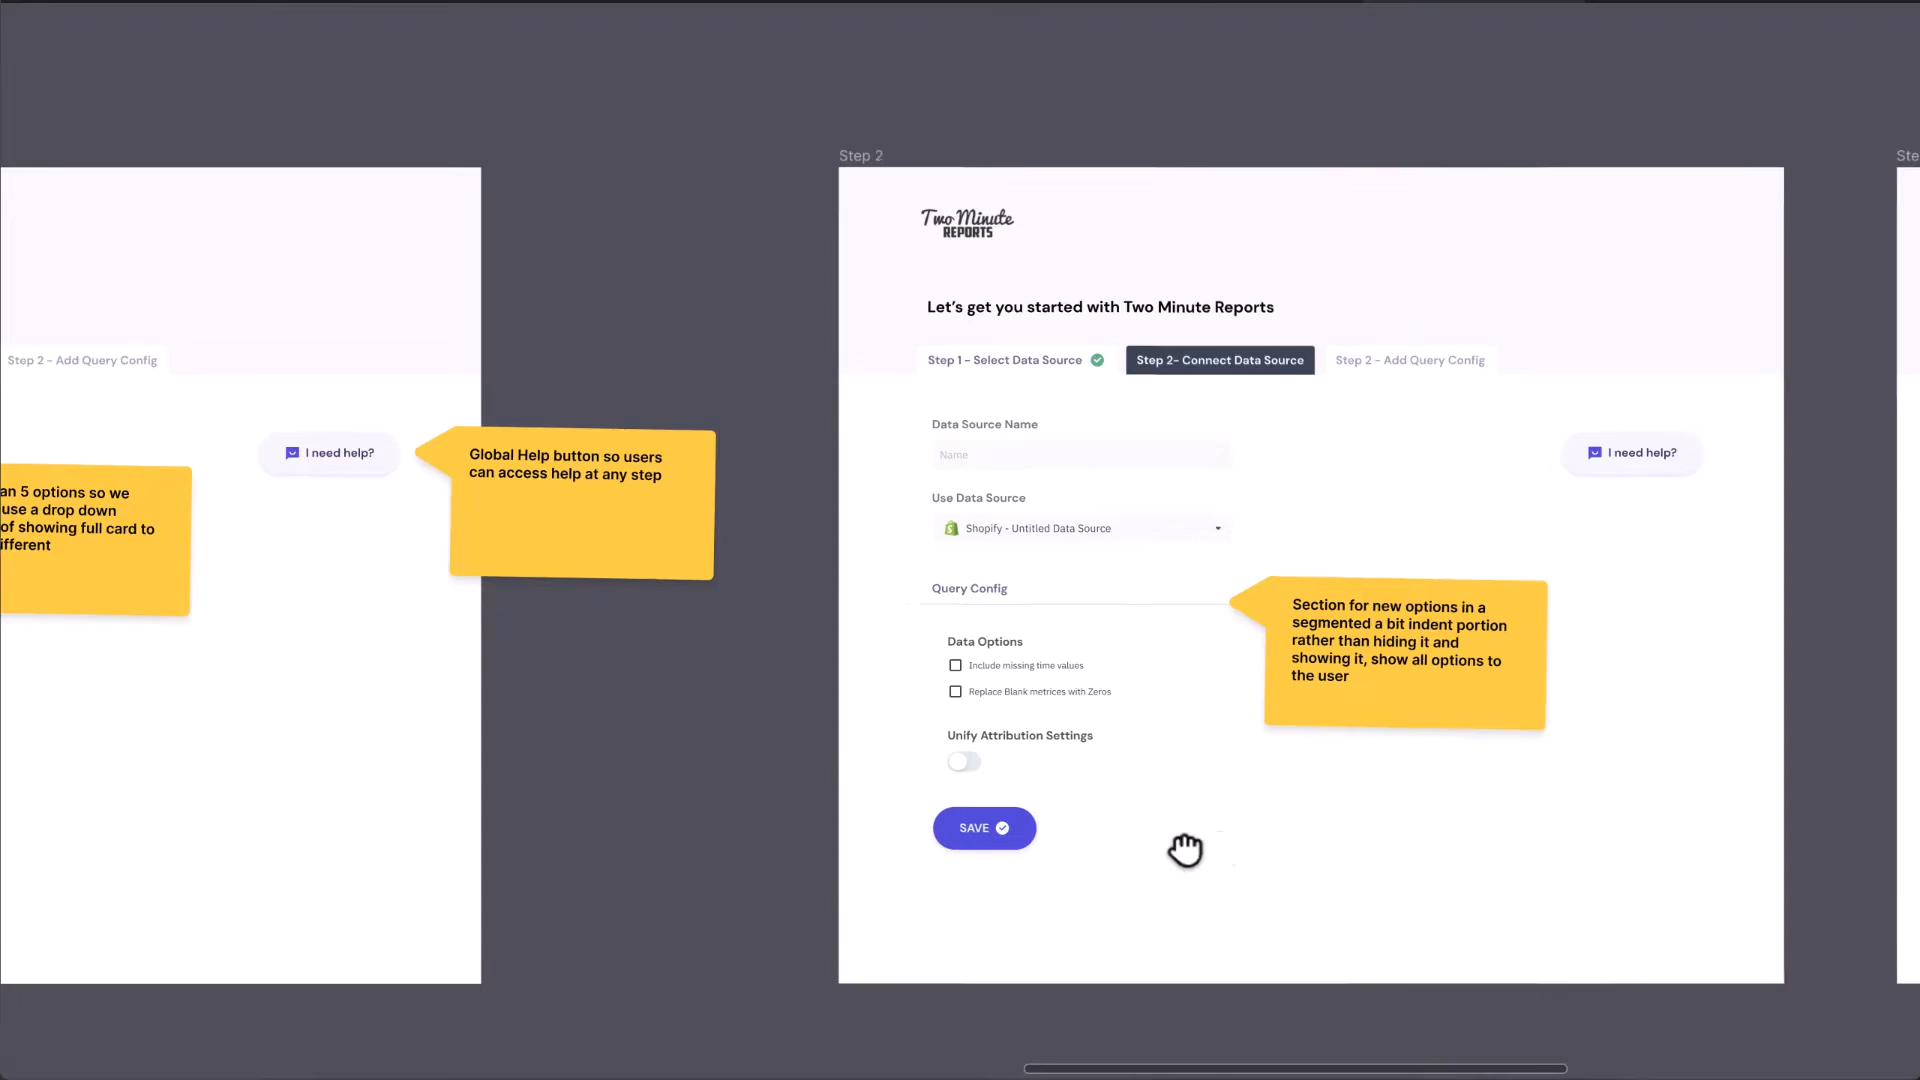 Step 2
Ste
Two Minute
REPORTS
Let's get you started with Two Minute Reports
Step 2 - Add Query Config
Step 1 - Select Data Source
Step 2- Connect Data Source
Step 2 - Add Query Config
I need help?
Global Help button so users
can access help at any step
an 5 options so we
use a drop down
of showing full card to
ifferent
Data Source Name
Name
I need help?
Use Data Source
Shopify - Untitled Data Source
Query Config
Section for new options in a
segmented a bit indent portion
rather than hiding it and
showing it, show all options to
the user
Data Options
Include missing time values
Replace Blank metrices with Zeros
Unify Attribution Settings
SAVE